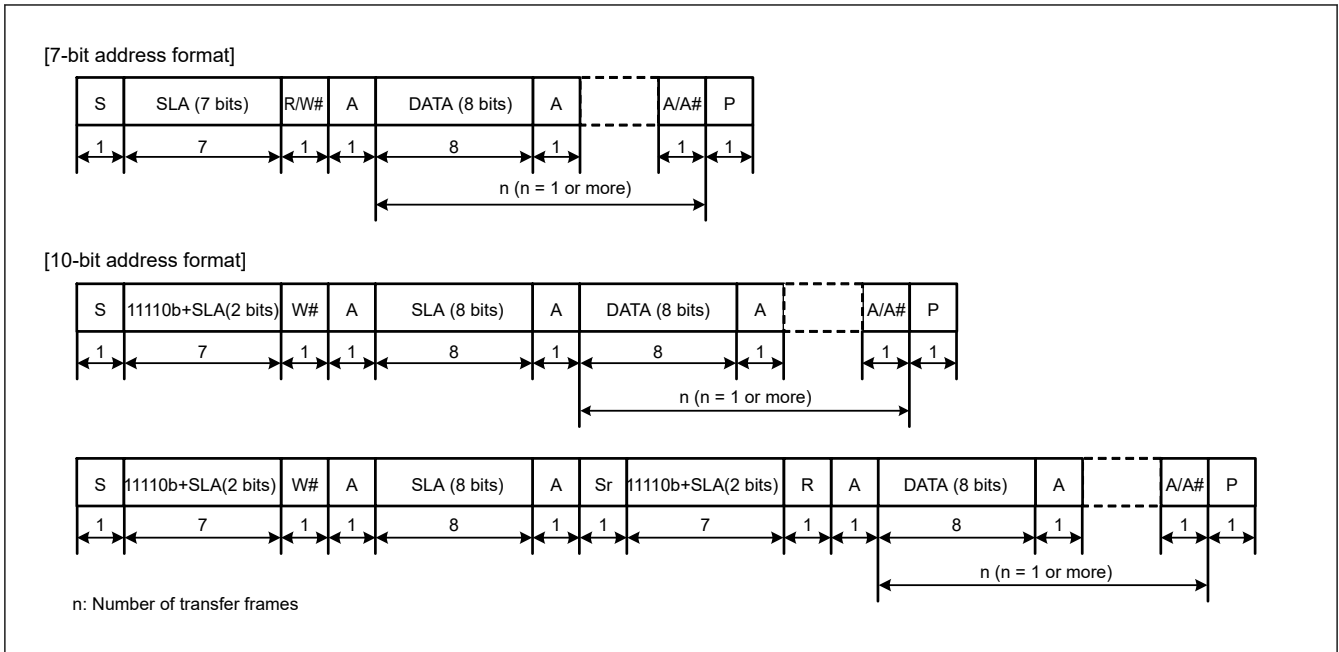 [7-bit address format]
S SLA (7 bits) R/W# A DATA (8 bits) A A/A# P
1 7 1 1 8 1 1 1
n (n = 1 or more)
[10-bit address format]
S 11110b+SLA(2 bits) W# A SLA (8 bits) A DATA (8 bits) A A/A# P
1 7 1 1 8 1 8 1 1 1
n (n = 1 or more)
S 11110b+SLA(2 bits) W# A SLA (8 bits) A Sr 11110b+SLA(2 bits) R A DATA (8 bits) A A/A# P
1 7 1 1 8 1 1 7 1 1 8 1 1 1
n (n = 1 or more)
n: Number of transfer frames